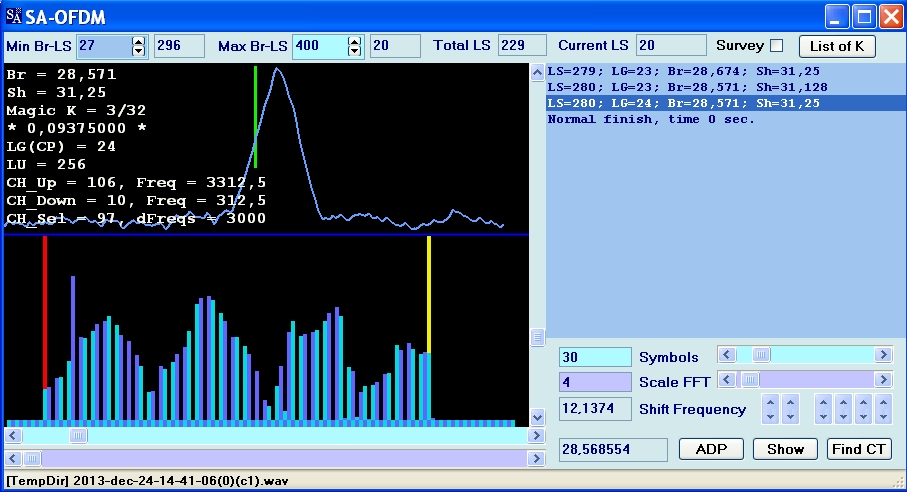 SA-OFDM
Min Br-LS 27 296 Max Br-LS 400 20 Total LS 229 Current LS 20 Survey List of K
Br = 28,571
Sh = 31,25
Magic K = 3/32
* 0,09375000 *
LG(CP) = 24
LU = 256
CH_Up = 106, Freq = 3312,5
CH_Down = 10, Freq = 312,5
CH_Sel = 97, dFreqs = 3000
LS=279; LG=23; Br=28,674; Sh=31,25
LS=280; LG=23; Br=28,571; Sh=31,128
LS=280; LG=24; Br=28,571; Sh=31,25
Normal finish, time 0 sec.
30 Symbols
4 Scale FFT
12,1374 Shift Frequency
28,568554 ADP Show Find CT
[TempDir] 2013-dec-24-14-41-06(0)(c1).wav